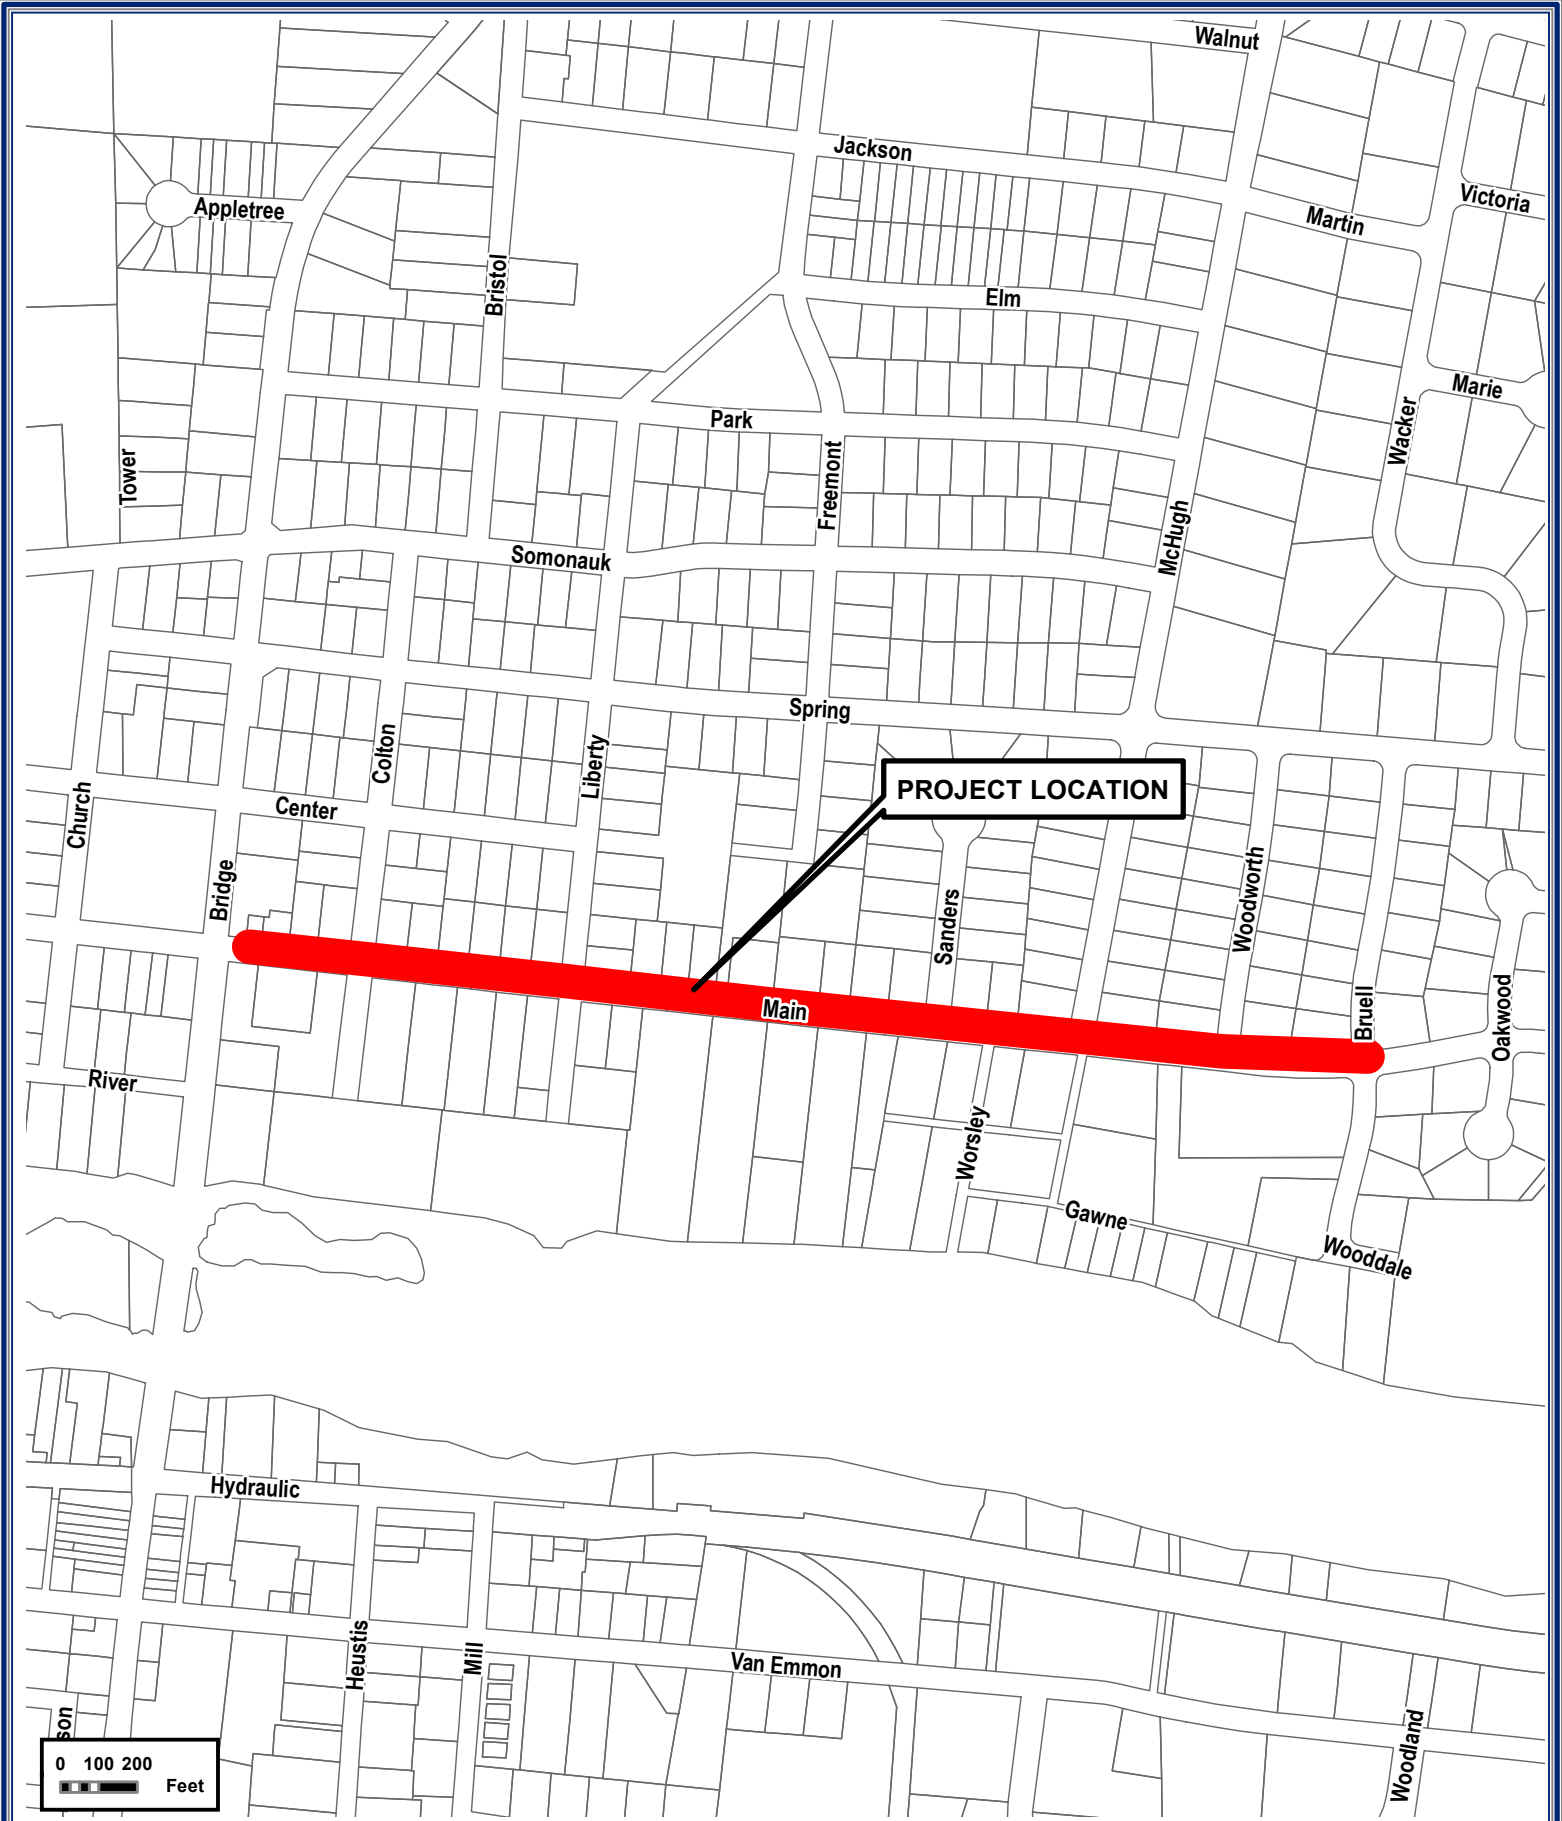 Walnut
Jackson
Victoria
Appletree
Martin
Bristol
Elm
Marie
Park
Wacker
Tower
Freemont
McHugh
Somonauk
Spring
Colton
Liberty
PROJECT LOCATION
Center
Church
Bridge
Woodworth
Sanders
Main
Bruell
Oakwood
River
Worsley
Gawne
Wooddale
Hydraulic
Heustis
Mill
Van Emmon
son
Woodland
0 100 200
Feet